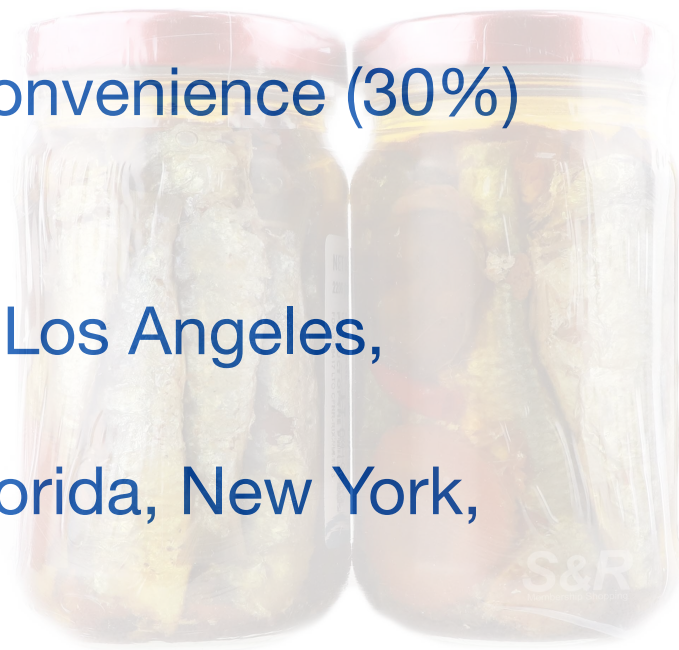 onvenience (30%)
Los Angeles,
orida, New York,
S&R